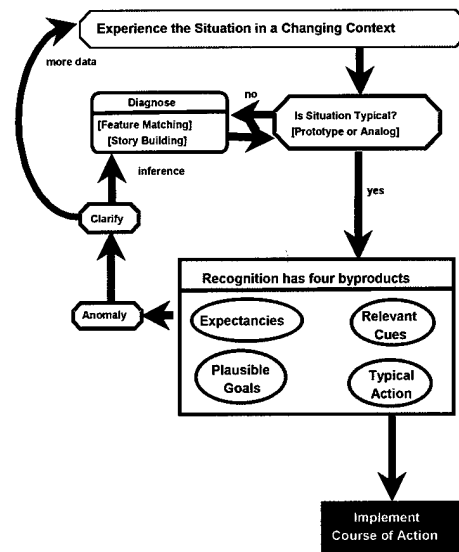 Experience the Situation in a Changing Context
more data
no
Diagnose
[Feature Matching]
[Story Building]
Is Situation Typical?
[Prototype or Analog]
inference
yes
Clarify
Recognition has four byproducts
Anomaly
Expectancies
Relevant
Cues
Plausible
Goals
Typical
Action
Implement
Course of Action